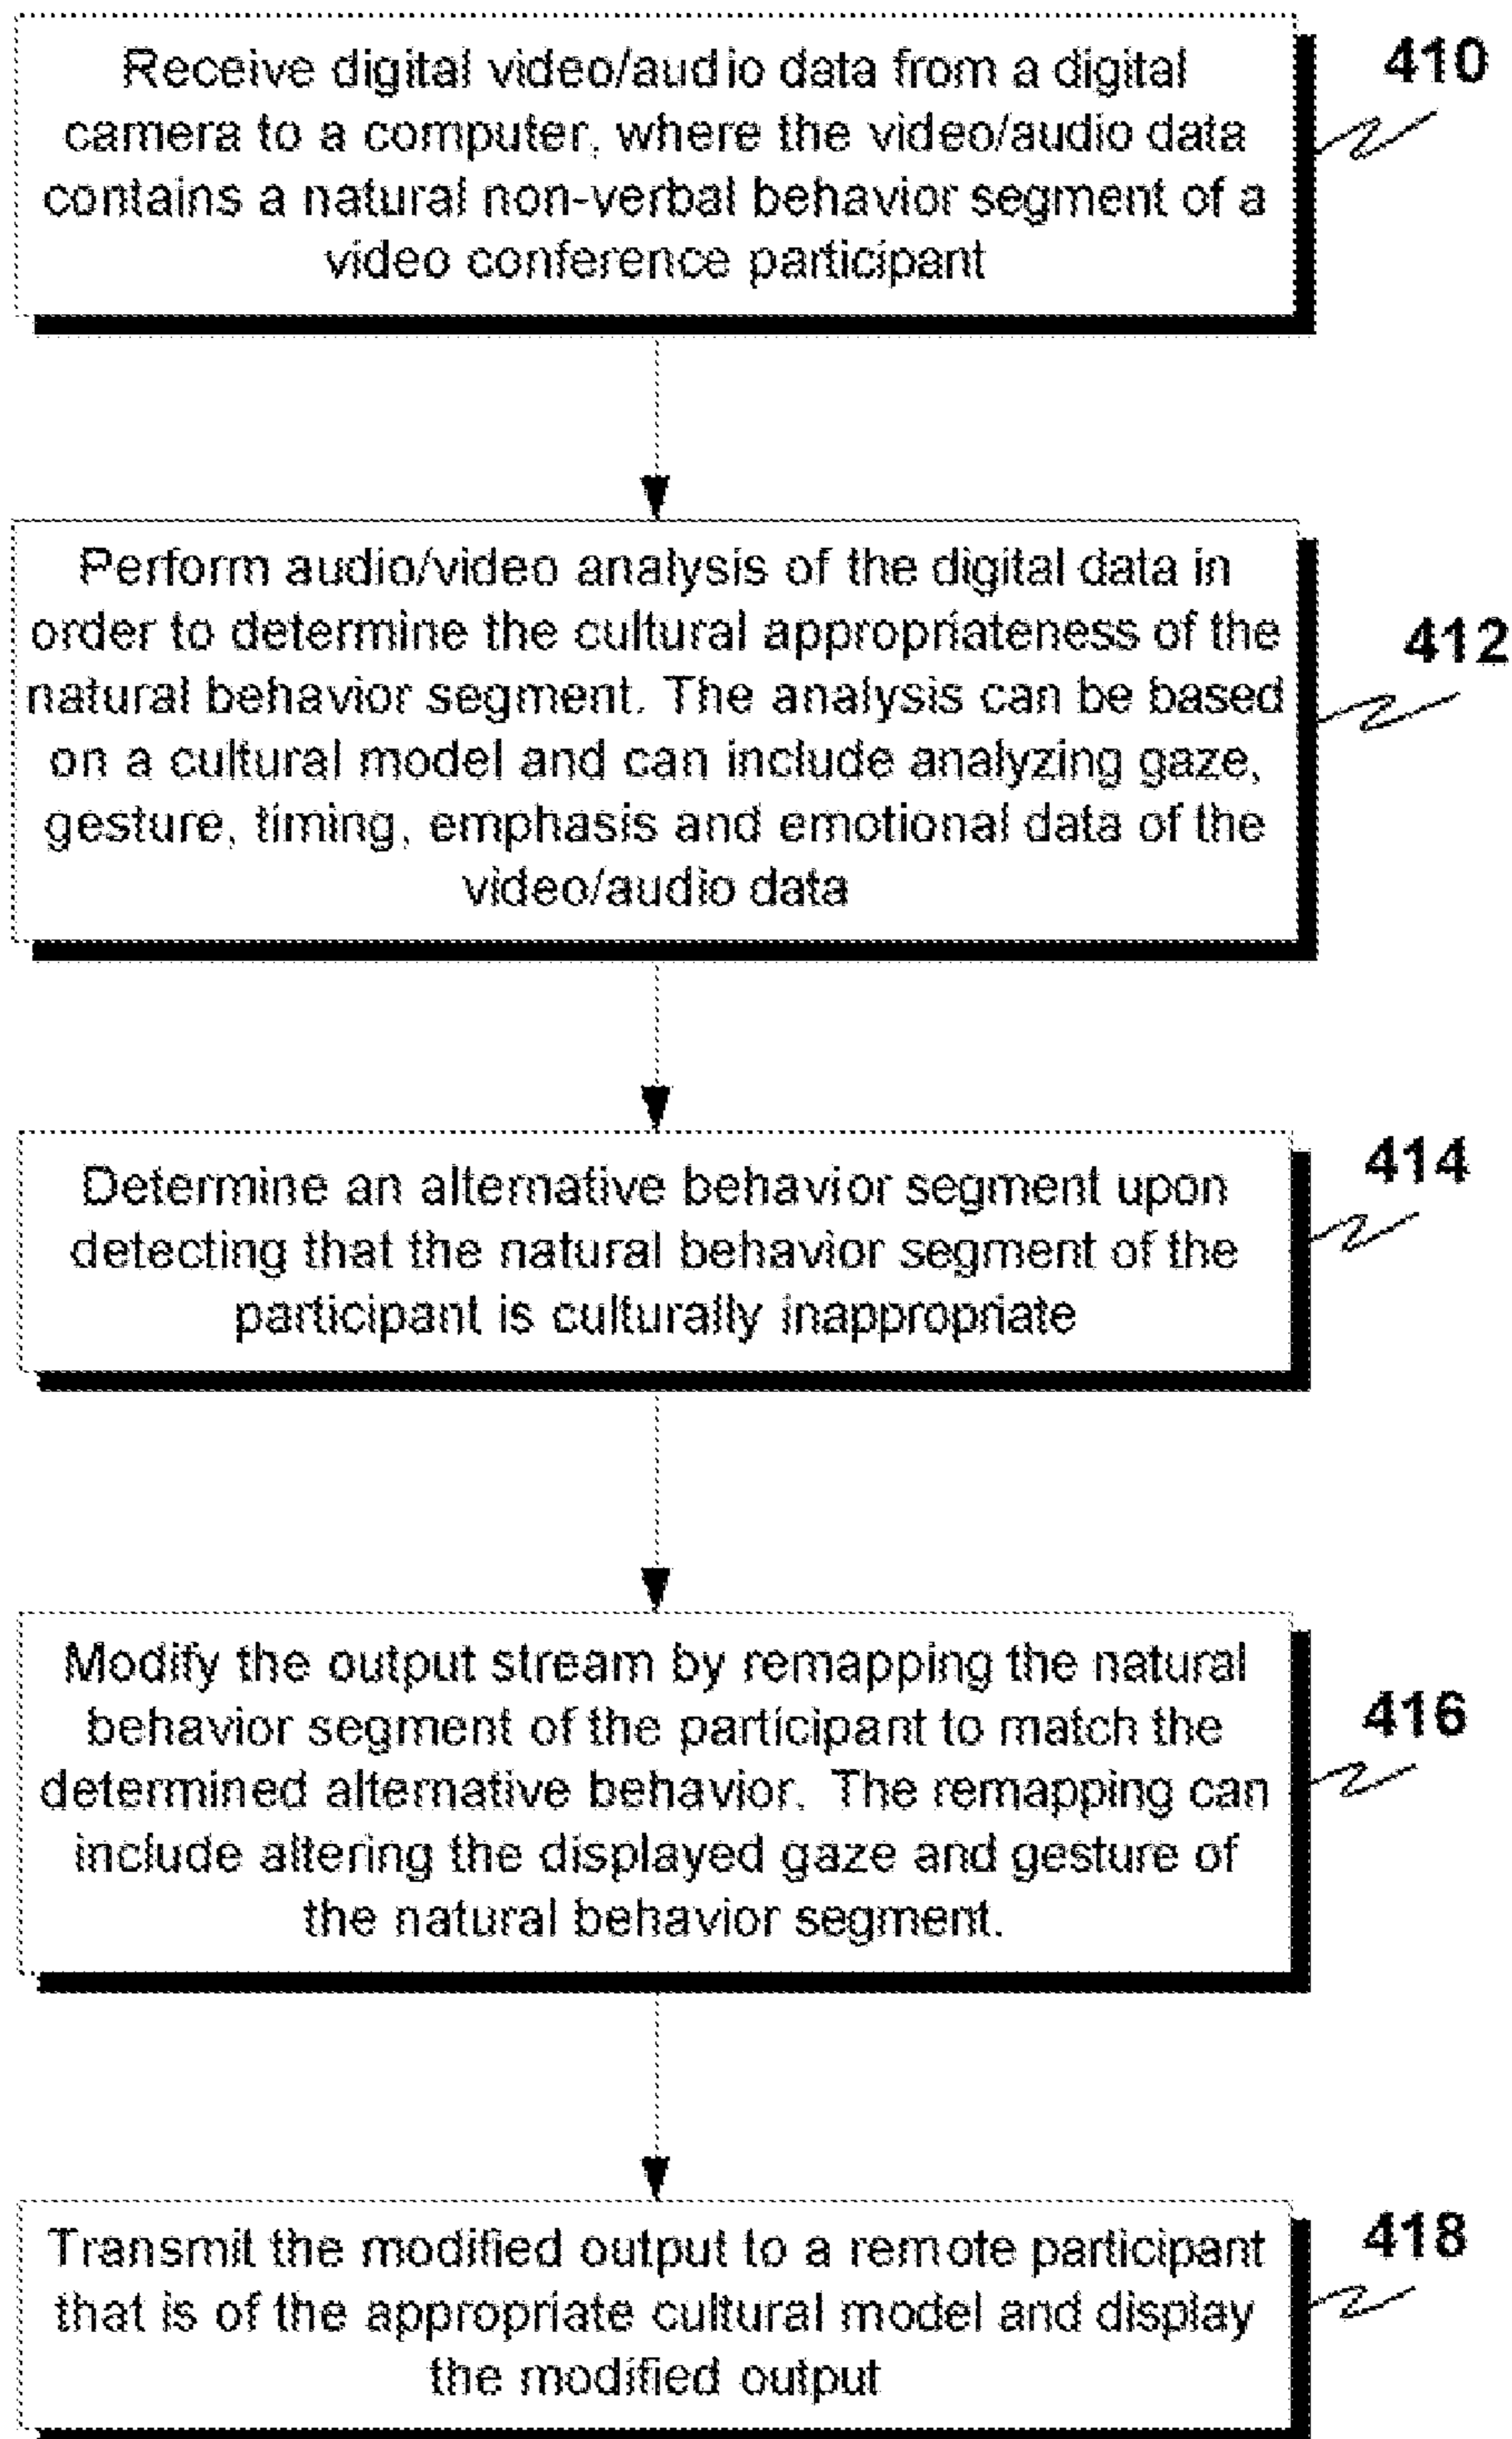 Receive digital video/audio data from a digital
camera to a computer, where the video/audio data
contains a natural non-verbal behavior segment of a
video conference participant
410
Perform audio/video analysis of the digital data in
order to determine the cultural appropriateness of the
natural behavior segment. The analysis can be based
on a cultural model and can include analyzing gaze,
gesture, timing, emphasis and emotional data of the
video/audio data
412
Determine an alternative behavior segment upon
detecting that the natural behavior segment of the
participant is culturally inappropriate
414
Modify the output stream by remapping the natural
behavior segment of the participant to match the
determined alternative behavior. The remapping can
include altering the displayed gaze and gesture of
the natural behavior segment.
416
Transmit the modified output to a remote participant
that is of the appropriate cultural model and display
the modified output
418